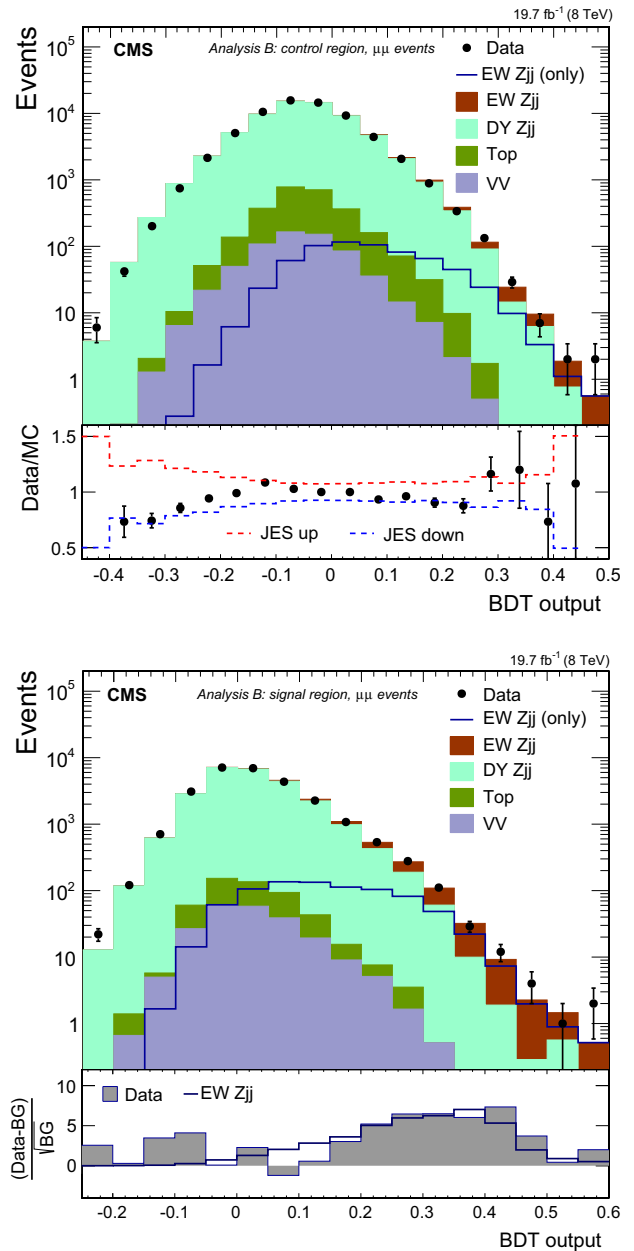 19.7 fb⁻¹ (8 TeV)
CMS
Analysis B: control region, μμ events
Data
EW Zjj (only)
EW Zjj
DY Zjj
Top
VV
Events
10⁵
10⁴
10³
10²
10
1
Data/MC
1.5
1
0.5
JES up
JES down
-0.4 -0.3 -0.2 -0.1 0 0.1 0.2 0.3 0.4 0.5
BDT output
19.7 fb⁻¹ (8 TeV)
CMS
Analysis B: signal region, μμ events
Data
EW Zjj (only)
EW Zjj
DY Zjj
Top
VV
Events
10⁵
10⁴
10³
10²
10
1
(Data-BG)
√BG
10
5
0
Data
EW Zjj
-0.2 -0.1 0 0.1 0.2 0.3 0.4 0.5 0.6
BDT output